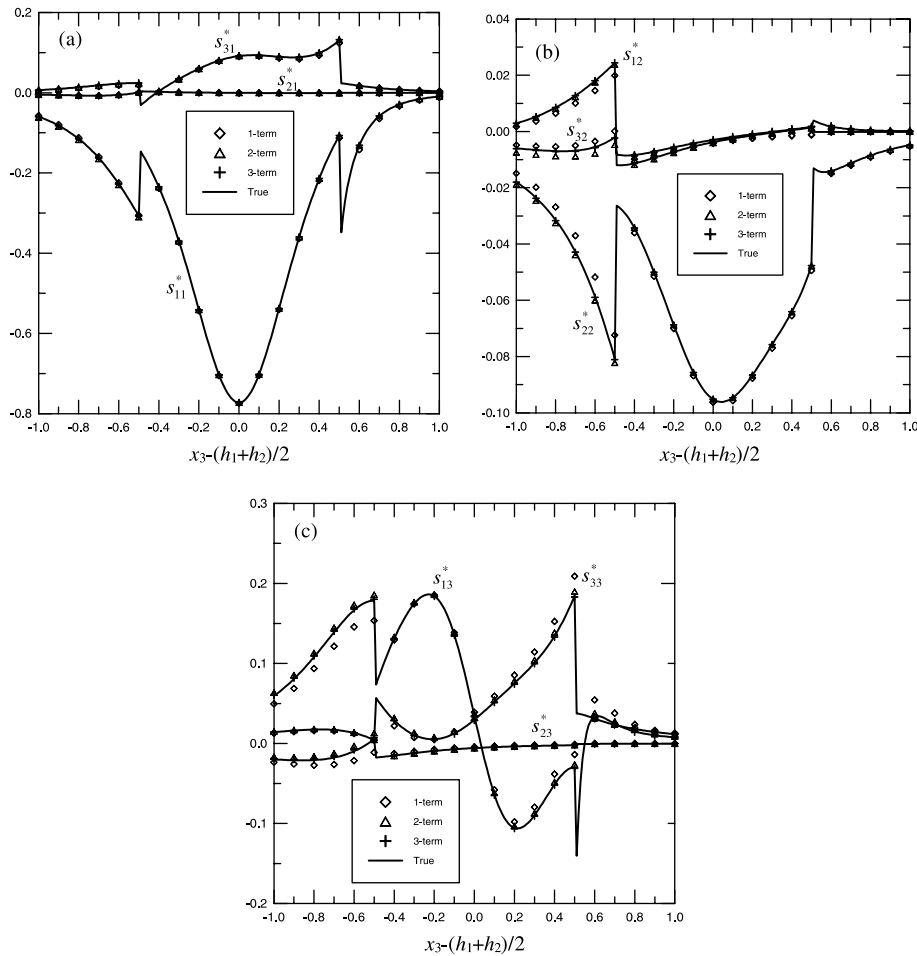 (a)
s*31
s*21
1-term
2-term
3-term
True
s*11
0.2
0.0
-0.2
-0.4
-0.6
-0.8
-1.0 -0.8 -0.6 -0.4 -0.2 0.0 0.2 0.4 0.6 0.8 1.0
x3-(h1+h2)/2
(b)
s*12
s*32
1-term
2-term
3-term
True
s*22
0.04
0.02
0.00
-0.02
-0.04
-0.06
-0.08
-0.10
-1.0 -0.8 -0.6 -0.4 -0.2 0.0 0.2 0.4 0.6 0.8 1.0
x3-(h1+h2)/2
(c)
s*13
s*33
s*23
1-term
2-term
3-term
True
0.3
0.2
0.1
0.0
-0.1
-0.2
-1.0 -0.8 -0.6 -0.4 -0.2 0.0 0.2 0.4 0.6 0.8 1.0
x3-(h1+h2)/2